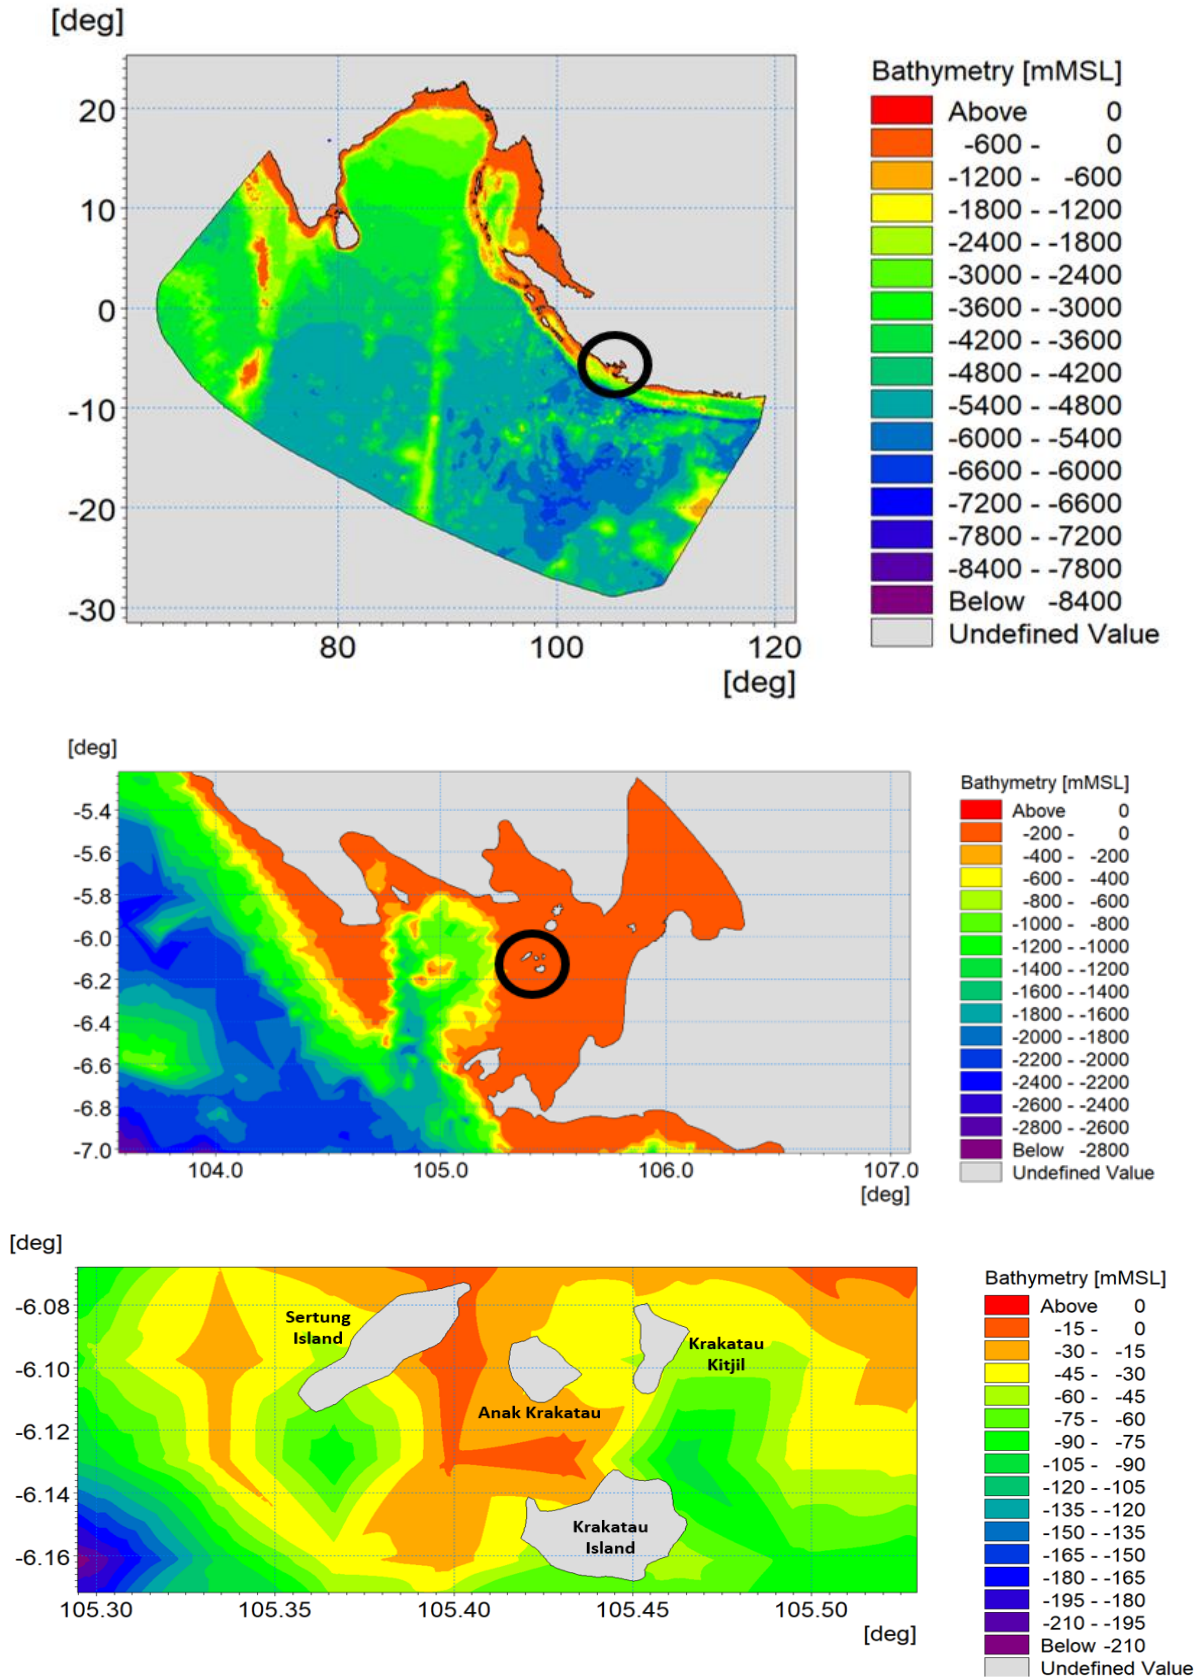 [deg]
20
10
0
-10
-20
-30
80
100
120
[deg]
Bathymetry [mMSL]
Above 0
-600 - 0
-1200 - -600
-1800 - -1200
-2400 - -1800
-3000 - -2400
-3600 - -3000
-4200 - -3600
-4800 - -4200
-5400 - -4800
-6000 - -5400
-6600 - -6000
-7200 - -6600
-7800 - -7200
-8400 - -7800
Below -8400
Undefined Value
[deg]
-5.4
-5.6
-5.8
-6.0
-6.2
-6.4
-6.6
-6.8
-7.0
104.0
105.0
106.0
107.0
[deg]
Bathymetry [mMSL]
Above 0
-200 - 0
-400 - -200
-600 - -400
-800 - -600
-1000 - -800
-1200 - -1000
-1400 - -1200
-1600 - -1400
-1800 - -1600
-2000 - -1800
-2200 - -2000
-2400 - -2200
-2600 - -2400
-2800 - -2600
Below -2800
Undefined Value
[deg]
-6.08
-6.10
-6.12
-6.14
-6.16
Sertung
Island
Krakatau
Kitjil
Anak Krakatau
Krakatau
Island
105.30
105.35
105.40
105.45
105.50
[deg]
Bathymetry [mMSL]
Above 0
-15 - 0
-30 - -15
-45 - -30
-60 - -45
-75 - -60
-90 - -75
-105 - -90
-120 - -105
-135 - -120
-150 - -135
-165 - -150
-180 - -165
-195 - -180
-210 - -195
Below -210
Undefined Value